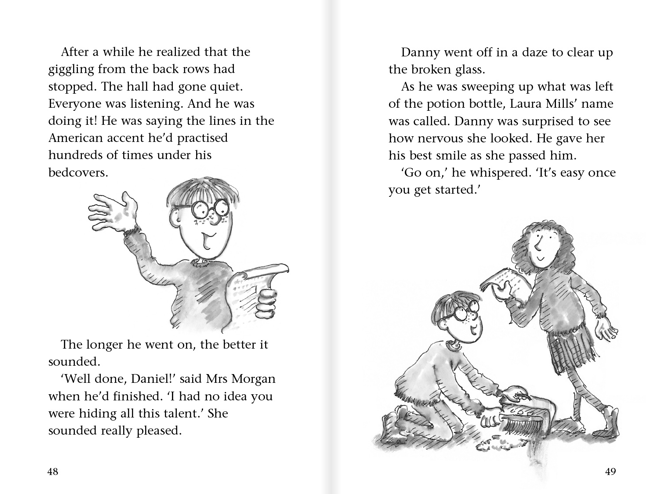 After a while he realized that the
giggling from the back rows had
stopped. The hall had gone quiet.
Everyone was listening. And he was
doing it! He was saying the lines in the
American accent he’d practised
hundreds of times under his
bedcovers.
The longer he went on, the better it
sounded.
‘Well done, Daniel!’ said Mrs Morgan
when he’d finished. ‘I had no idea you
were hiding all this talent.’ She
sounded really pleased.
48
Danny went off in a daze to clear up
the broken glass.
As he was sweeping up what was left
of the potion bottle, Laura Mills’ name
was called. Danny was surprised to see
how nervous she looked. He gave her
his best smile as she passed him.
‘Go on,’ he whispered. ‘It’s easy once
you get started.’
49